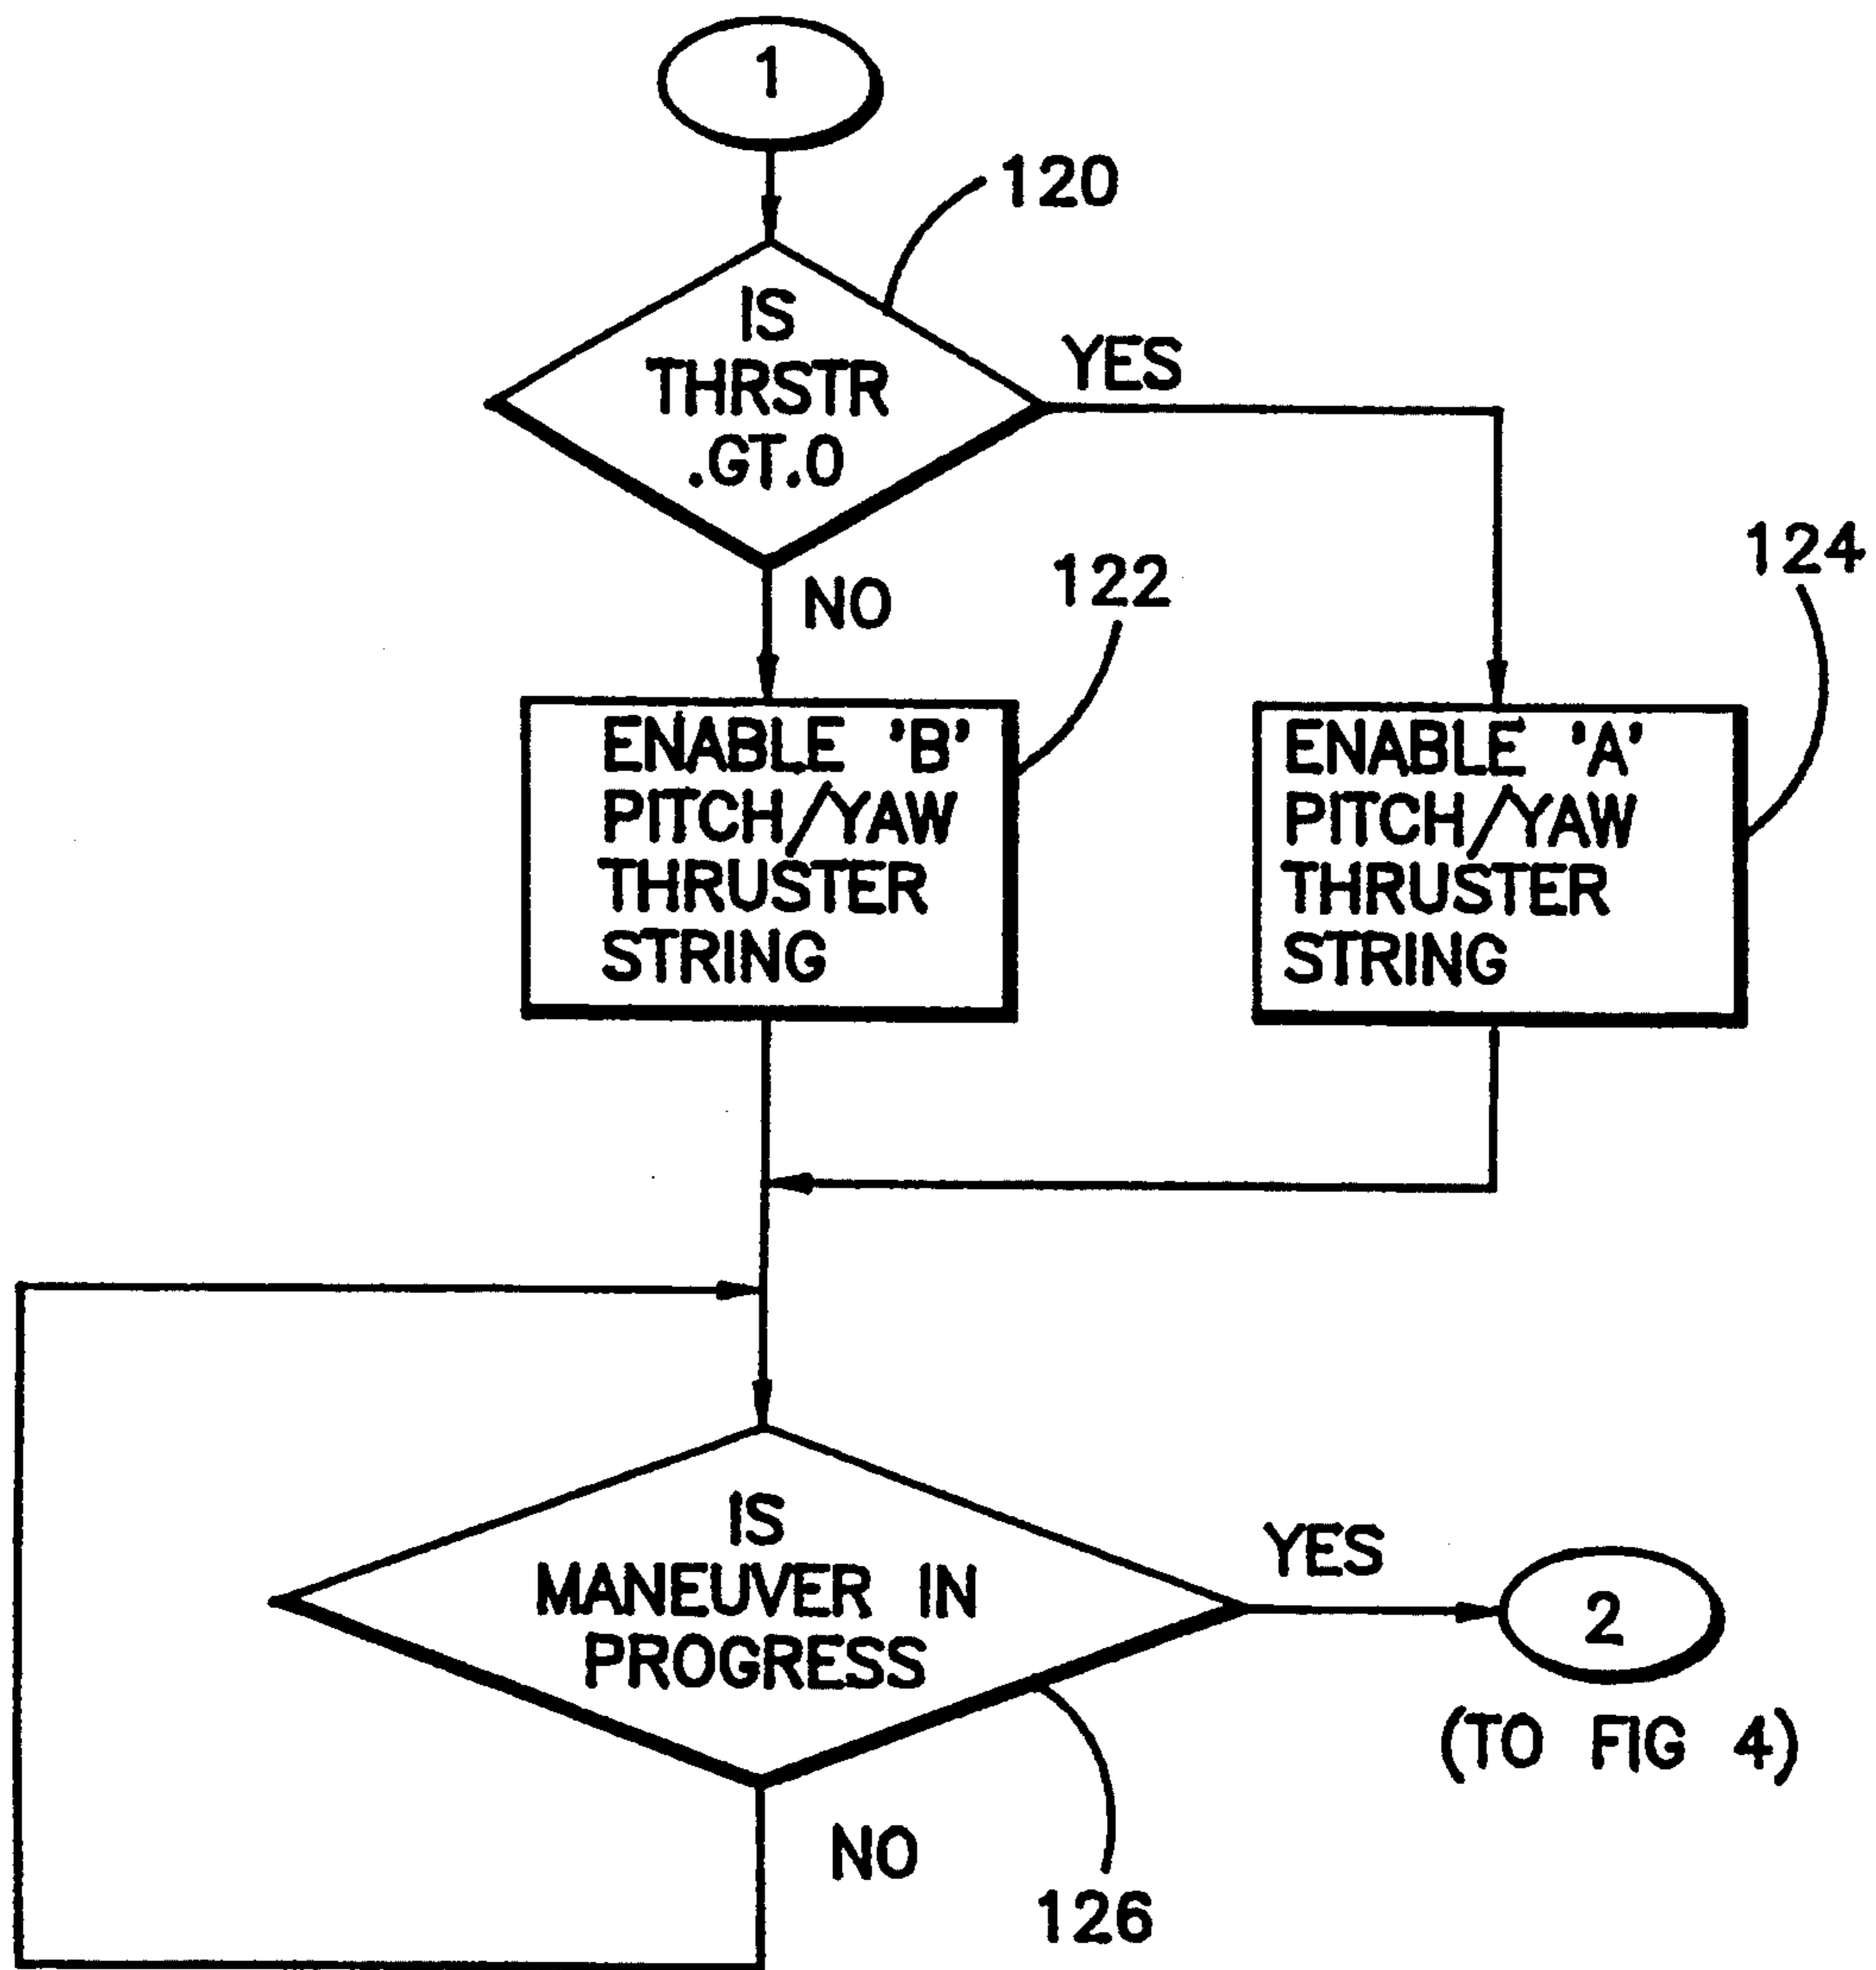 1
120
IS
THRSTR
.GT.0
YES
NO
122
124
ENABLE 'B'
PITCH/YAW
THRUSTER
STRING
ENABLE 'A'
PITCH/YAW
THRUSTER
STRING
IS
MANEUVER IN
PROGRESS
YES
2
(TO FIG 4)
NO
126